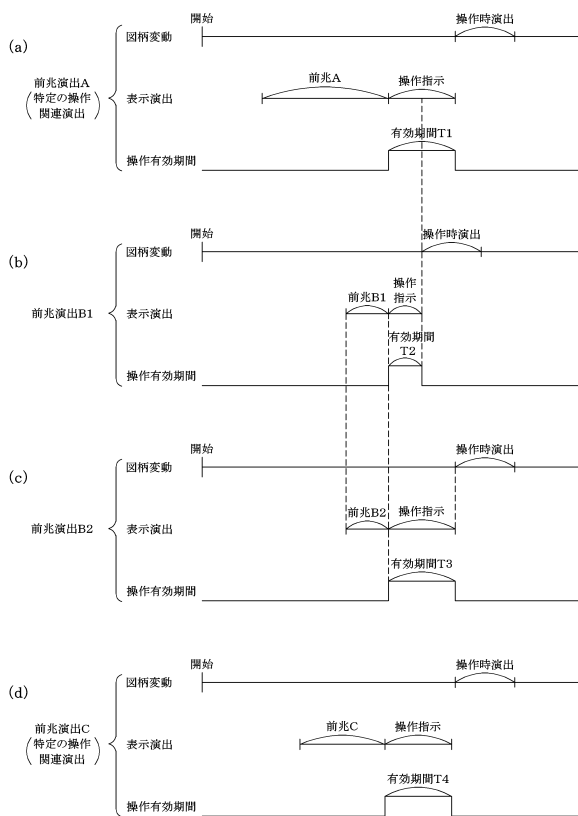 (a)
前兆演出A
(特定の操作
関連演出)
図柄変動
開始
操作時演出
表示演出
前兆A
操作指示
操作有効期間
有効期間T1
(b)
前兆演出B1
図柄変動
開始
操作時演出
表示演出
前兆B1
操作
指示
操作有効期間
有効期間
T2
(c)
前兆演出B2
図柄変動
開始
操作時演出
表示演出
前兆B2
操作指示
操作有効期間
有効期間T3
(d)
前兆演出C
(特定の操作
関連演出)
図柄変動
開始
操作時演出
表示演出
前兆C
操作指示
操作有効期間
有効期間T4